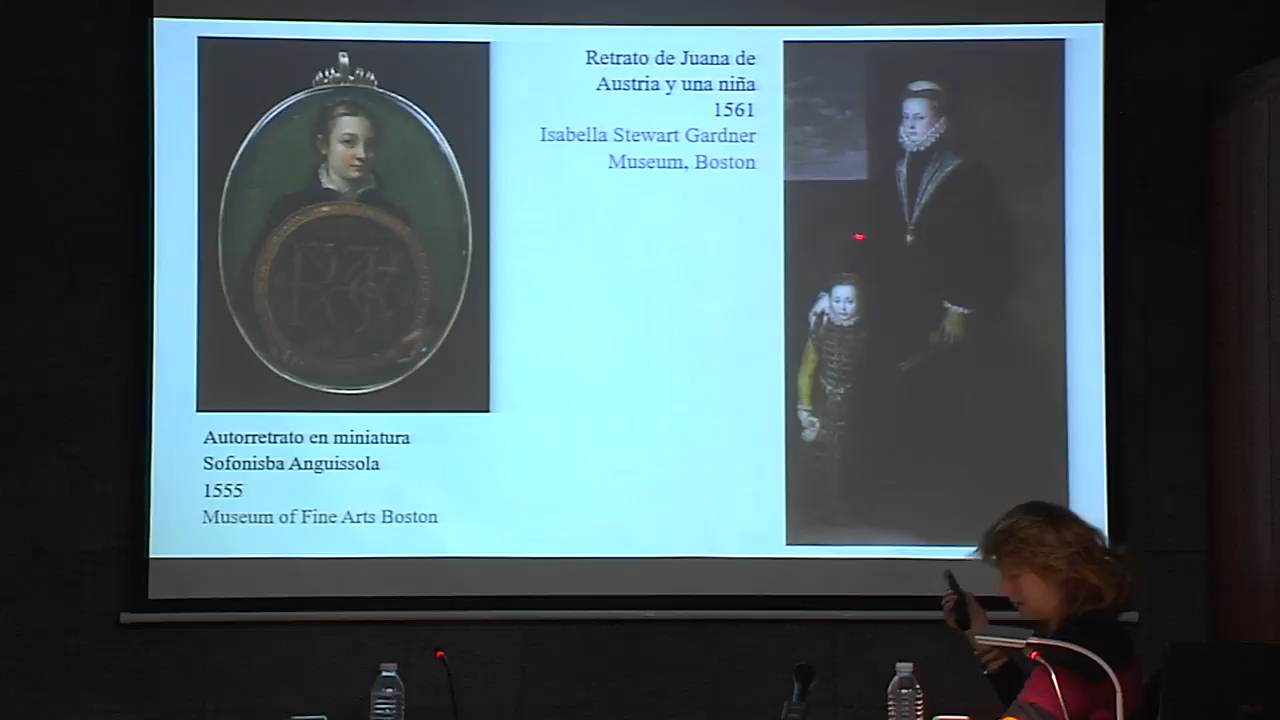 Retrato de Juana de
Austria y una niña
1561
Isabella Stewart Gardner
Museum, Boston
Autorretrato en miniatura
Sofonisba Anguissola
1555
Museum of Fine Arts Boston